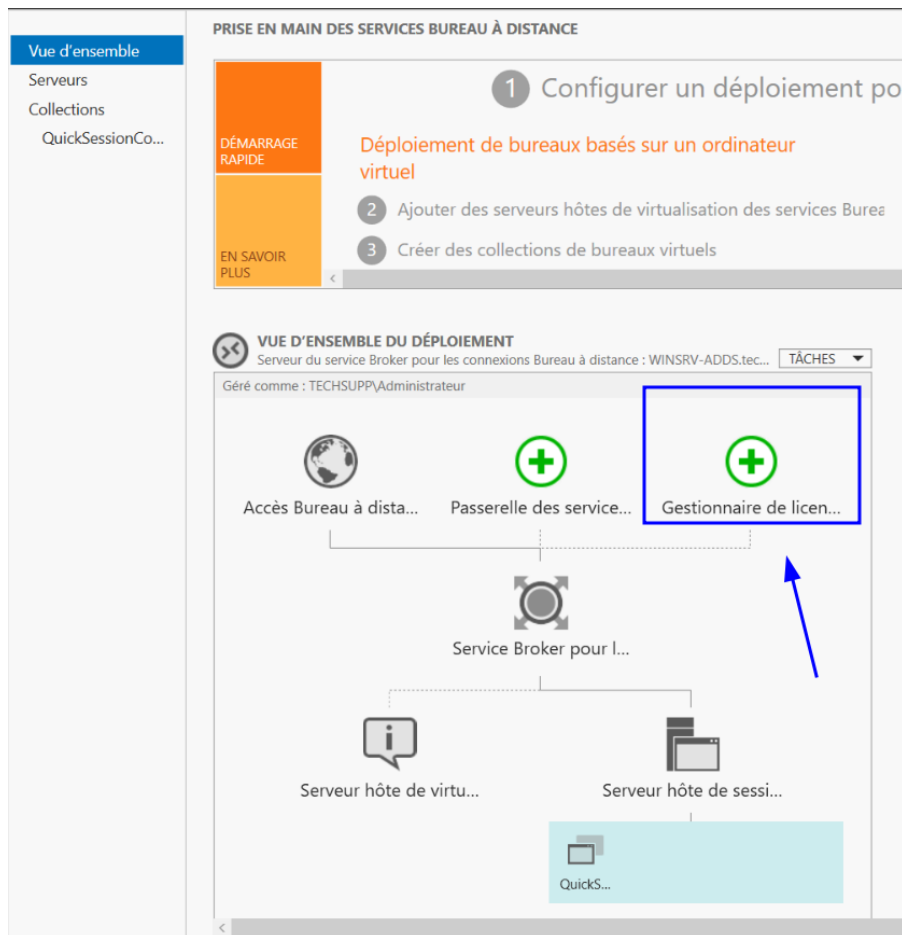 PRISE EN MAIN DES SERVICES BUREAU À DISTANCE
Vue d'ensemble
Serveurs
Collections
QuickSessionCo...
1 Configurer un déploiement po
DÉMARRAGE
RAPIDE
Déploiement de bureaux basés sur un ordinateur
virtuel
2 Ajouter des serveurs hôtes de virtualisation des services Burea
3 Créer des collections de bureaux virtuels
EN SAVOIR
PLUS
VUE D'ENSEMBLE DU DÉPLOIEMENT
Serveur du service Broker pour les connexions Bureau à distance : WINSRV-ADDS.tec...
TÂCHES
Géré comme : TECHSUPP\Administrateur
Accès Bureau à dista...
Passerelle des service...
Gestionnaire de licen...
Service Broker pour l...
Serveur hôte de virtu...
Serveur hôte de sessi...
QuickS...